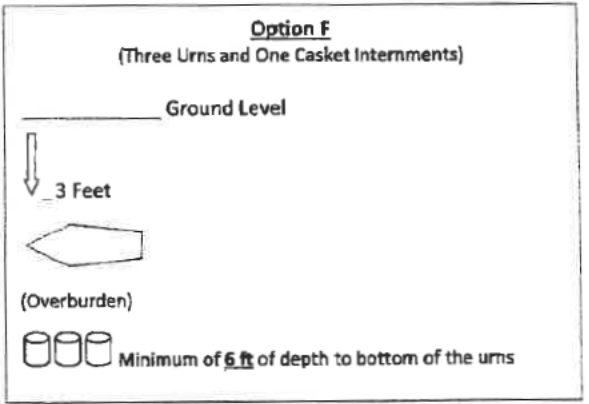 Option F
(Three Urns and One Casket Internments)
Ground Level
_3 Feet
(Overburden)
Minimum of 6 ft of depth to bottom of the urns